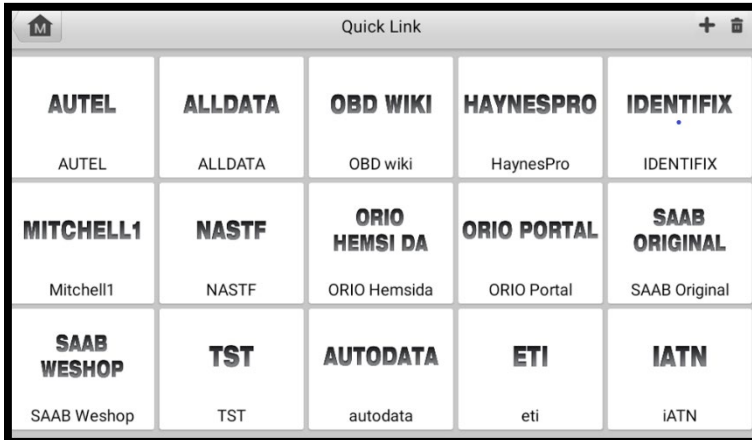 M Quick Link
AUTEL ALLDATA OBD WIKI HAYNESPRO IDENTIFIX
AUTEL ALLDATA OBD wiki HaynesPro IDENTIFIX
MITCHELL1 NASTF ORIO HEMSI DA ORIO PORTAL SAAB ORIGINAL
Mitchell1 NASTF ORIO Hemsida ORIO Portal SAAB Original
SAAB WESHOP TST AUTODATA ETI IATN
SAAB Weshop TST autodata eti iATN